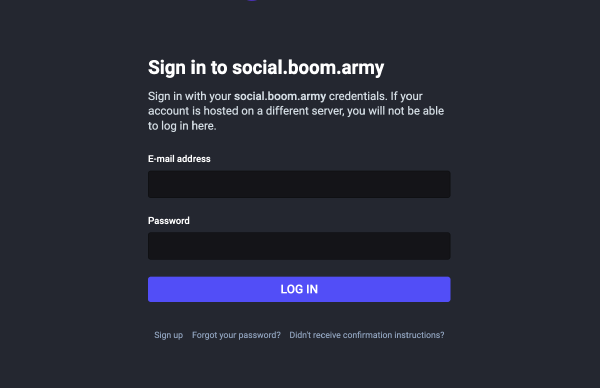 Sign in to social.boom.army
Sign in with your social.boom.army credentials. If your
account is hosted on a different server, you will not be able
to log in here.
E-mail address
Password
LOG IN
Sign up Forgot your password? Didn't receive confirmation instructions?